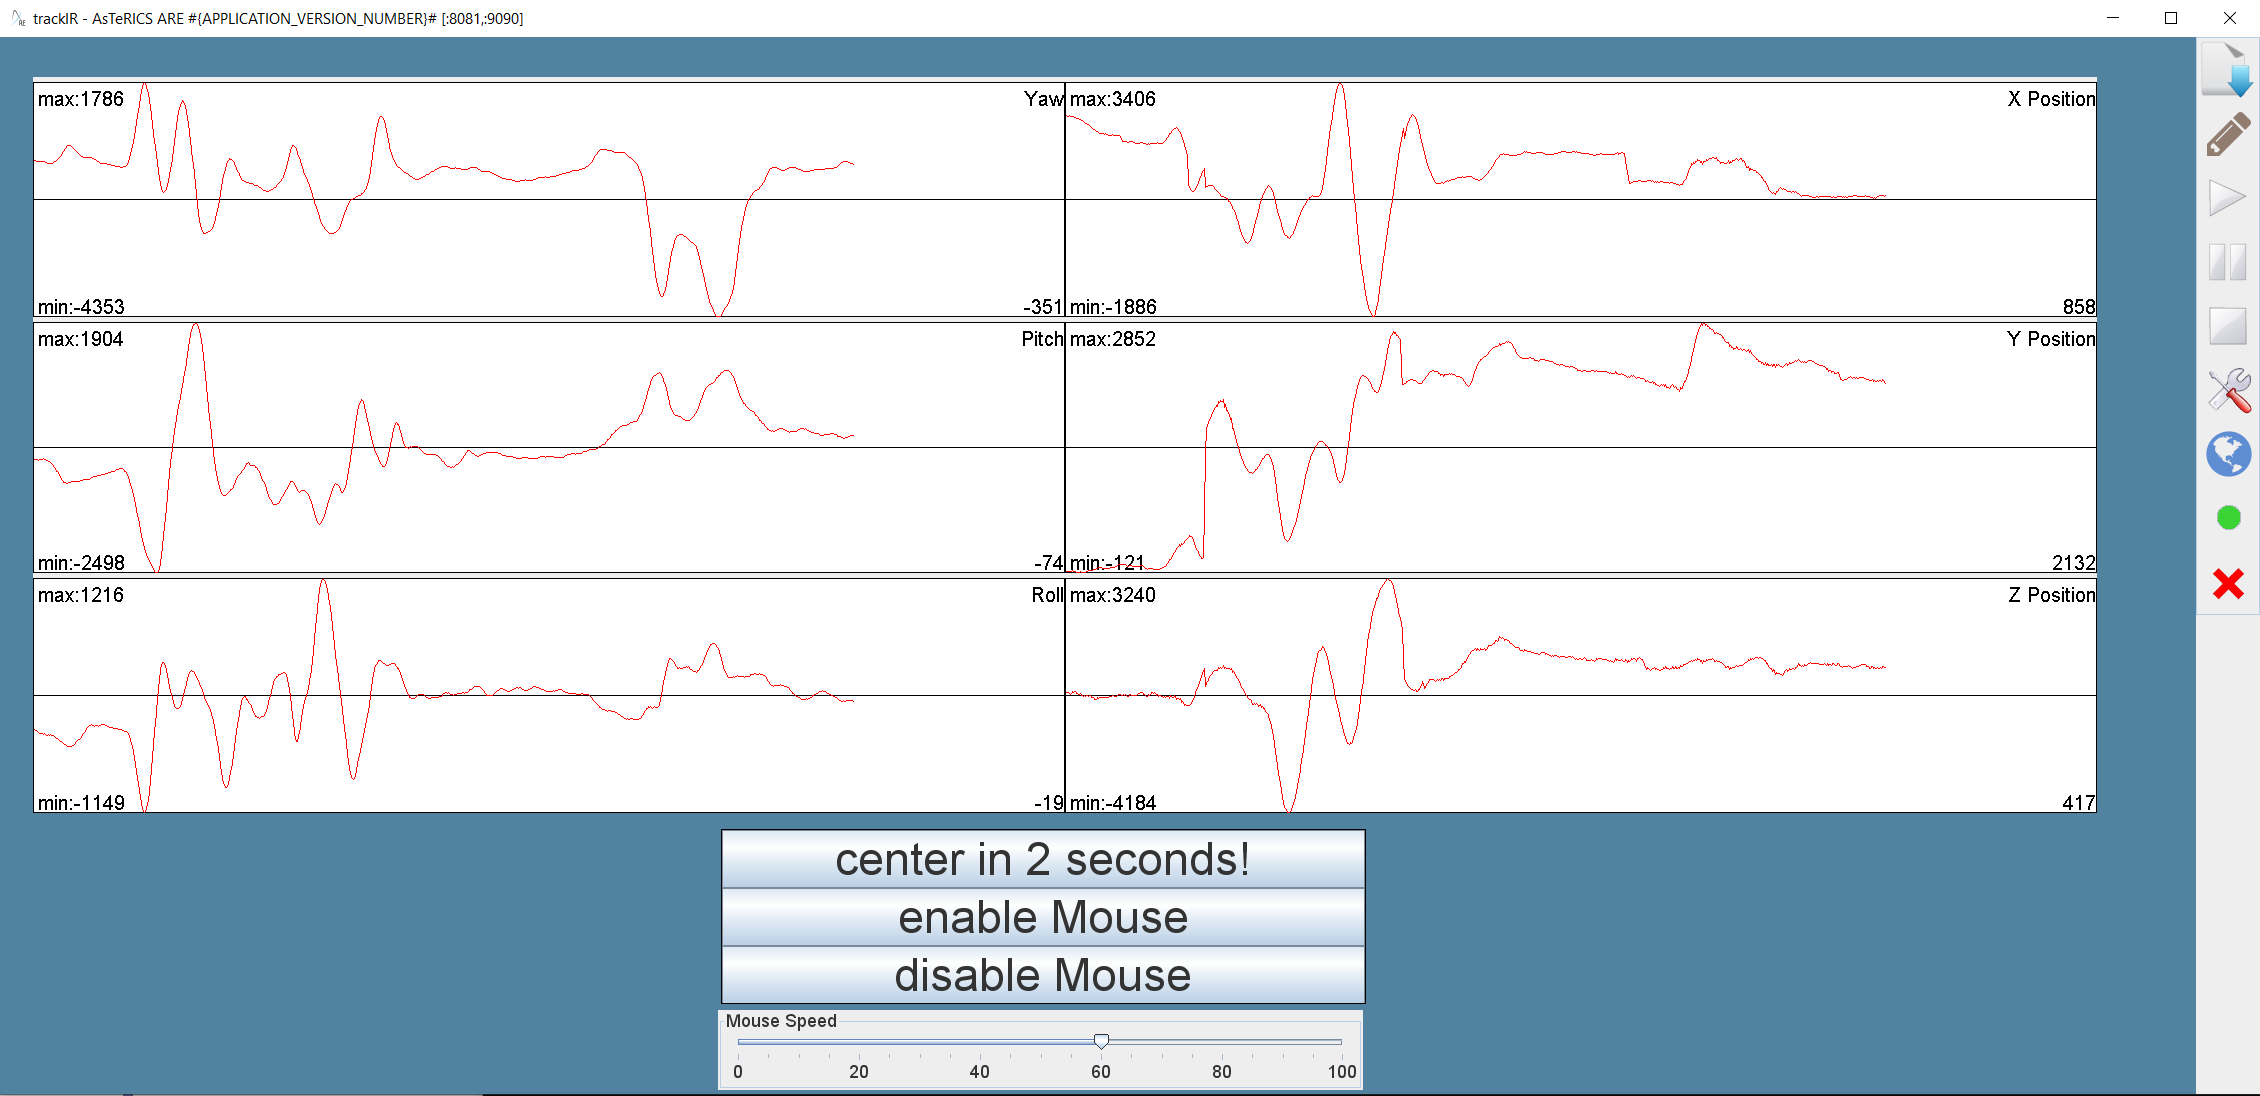 trackIR - AsTeRICS ARE #{APPLICATION_VERSION_NUMBER}# [:8081,:9090]
max:1786
Yaw
min:-4353
-351
max:3406
X Position
min:-1886
858
max:1904
Pitch
min:-2498
-74
max:2852
Y Position
min:-121
2132
max:1216
Roll
min:-1149
-19
max:3240
Z Position
min:-4184
417
center in 2 seconds!
enable Mouse
disable Mouse
Mouse Speed
0 20 40 60 80 100